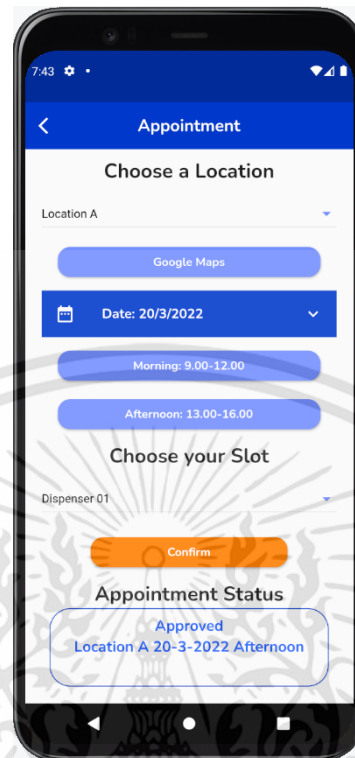 7:43
Appointment
Choose a Location
Location A
Google Maps
Date: 20/3/2022
Morning: 9.00-12.00
Afternoon: 13.00-16.00
Choose your Slot
Dispenser 01
Confirm
Appointment Status
Approved
Location A 20-3-2022 Afternoon